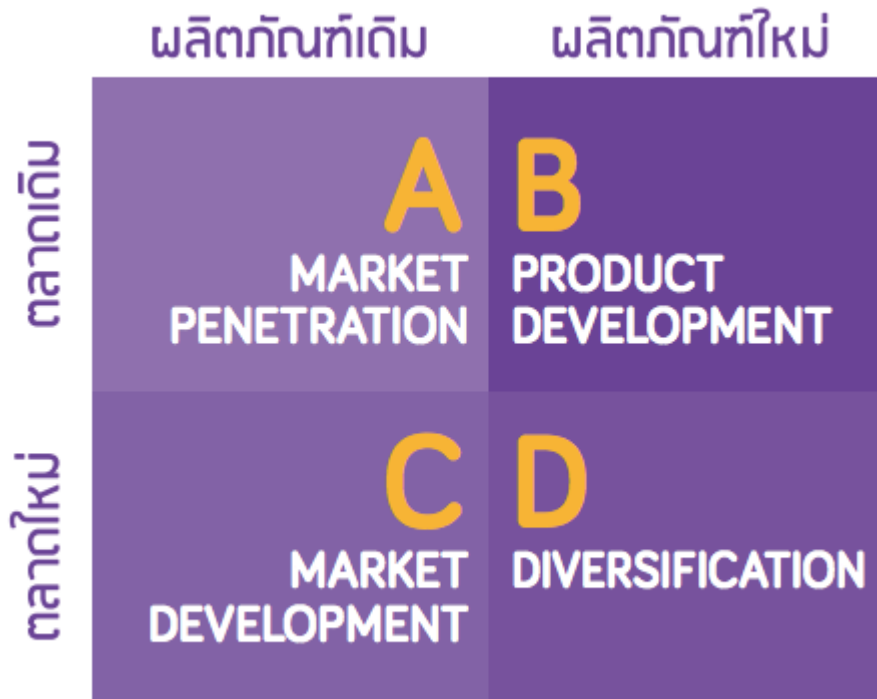 ผลิตภัณฑ์เดิม
ผลิตภัณฑ์ใหม่
ตลาดเดิม
A
MARKET
PENETRATION
B
PRODUCT
DEVELOPMENT
ตลาดใหม่
C
MARKET
DEVELOPMENT
D
DIVERSIFICATION